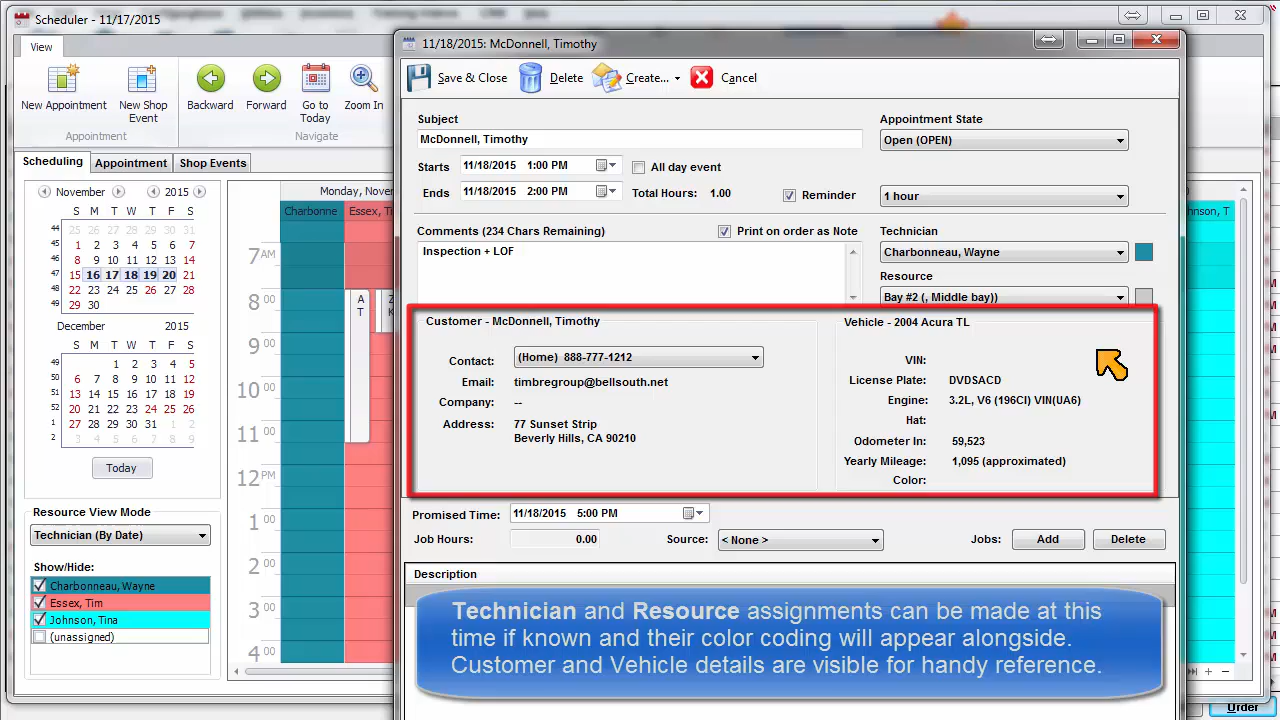 Scheduler - 11/17/2015
View
New Appointment
New Shop Event
Backward
Forward
Go to Today
Zoom In
Appointment
Navigate
Scheduling
Appointment
Shop Events
November 2015
S M T W T F S
44 25 26 27 28 29 30 31
45 1 2 3 4 5 6 7
46 8 9 10 11 12 13 14
47 15 16 17 18 19 20 21
48 22 23 24 25 26 27 28
49 29 30
December 2015
S M T W T F S
49 1 2 3 4 5
50 6 7 8 9 10 11 12
51 13 14 15 16 17 18 19
52 20 21 22 23 24 25 26
1 27 28 29 30 31 1 2
2 3 4 5 6 7 8 9
Today
Resource View Mode
Technician (By Date)
Show/Hide:
Charbonneau, Wayne
Essex, Tim
Johnson, Tina
(unassigned)
Monday, Nove
Charbonne
Essex, Ti
nson, T
7 AM
8 00
9 00
10 00
11 00
12 PM
1 00
2 00
3 00
4 00
A
T
Z
K
11/18/2015: McDonnell, Timothy
Save & Close
Delete
Create...
Cancel
Subject
McDonnell, Timothy
Appointment State
Open (OPEN)
Starts 11/18/2015 1:00 PM
All day event
Ends 11/18/2015 2:00 PM
Total Hours: 1.00
Reminder
1 hour
Comments (234 Chars Remaining)
Print on order as Note
Inspection + LOF
Technician
Charbonneau, Wayne
Resource
Bay #2 (, Middle bay))
Customer - McDonnell, Timothy
Contact: (Home) 888-777-1212
Email: timbregroup@bellsouth.net
Company: --
Address: 77 Sunset Strip
Beverly Hills, CA 90210
Vehicle - 2004 Acura TL
VIN:
License Plate: DVDSACD
Engine: 3.2L, V6 (196CI) VIN(UA6)
Hat:
Odometer In: 59,523
Yearly Mileage: 1,095 (approximated)
Color:
Promised Time: 11/18/2015 5:00 PM
Job Hours: 0.00
Source: < None >
Jobs: Add Delete
Description
Technician and Resource assignments can be made at this
time if known and their color coding will appear alongside.
Customer and Vehicle details are visible for handy reference.
Order